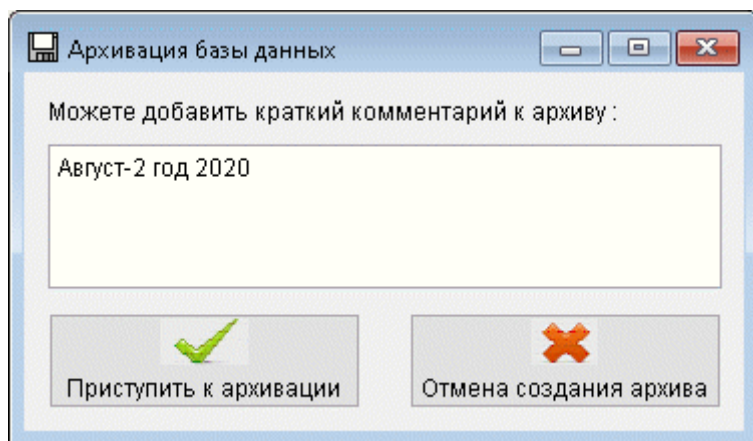 Архивация базы данных
Можете добавить краткий комментарий к архиву :
Август-2 год 2020
Приступить к архивации
Отмена создания архива